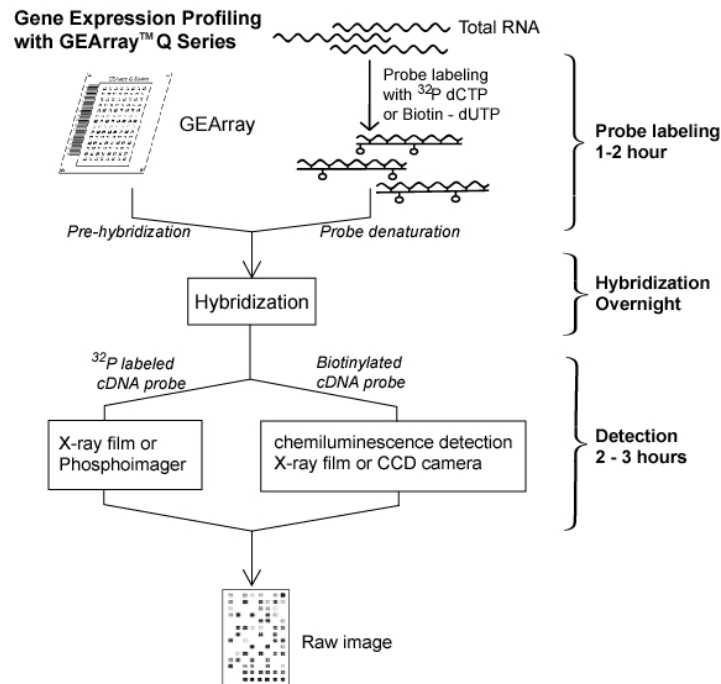 Gene Expression Profiling
with GEArray™ Q Series
Total RNA
Probe labeling
with ³²P dCTP
or Biotin - dUTP
GEArray
Probe labeling
1-2 hour
Pre-hybridization
Probe denaturation
Hybridization
Hybridization
Overnight
³²P labeled
cDNA probe
Biotinylated
cDNA probe
X-ray film or
Phosphoimager
chemiluminescence detection
X-ray film or CCD camera
Detection
2 - 3 hours
Raw image